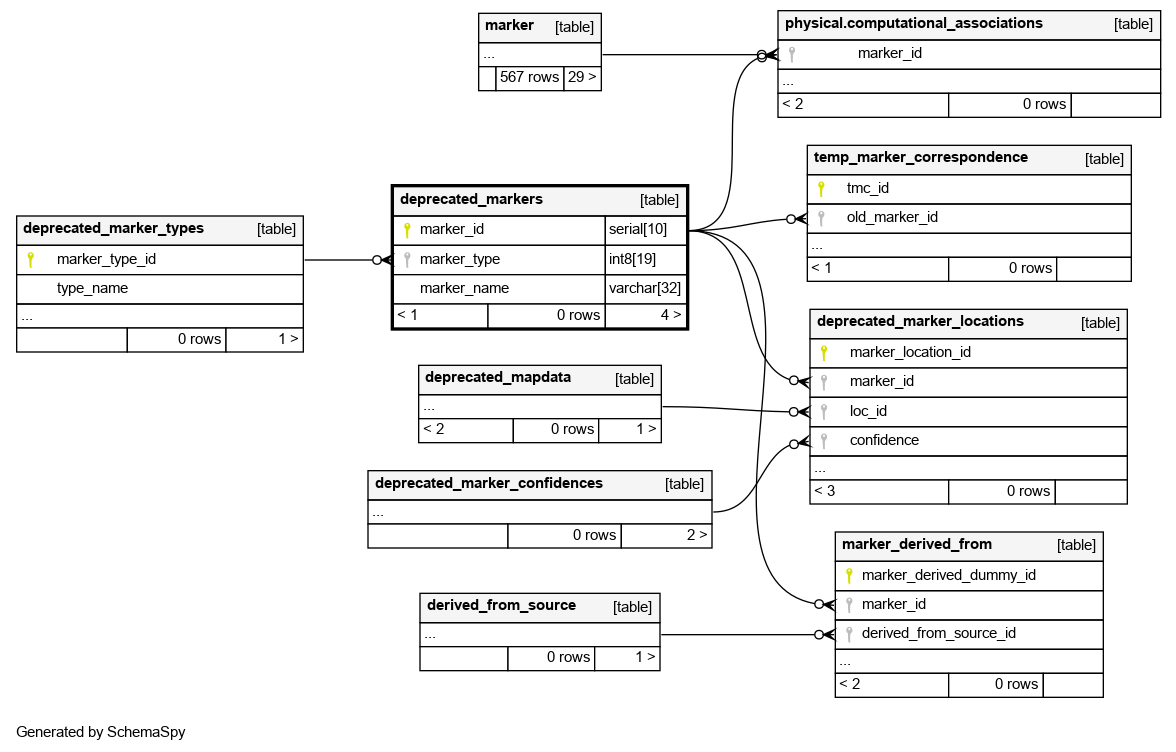 marker [table]
...
567 rows 29 >
physical.computational_associations [table]
marker_id
...
< 2 0 rows
temp_marker_correspondence [table]
tmc_id
old_marker_id
...
< 1 0 rows
deprecated_markers [table]
marker_id serial[10]
marker_type int8[19]
marker_name varchar[32]
< 1 0 rows 4 >
deprecated_marker_types [table]
marker_type_id
type_name
...
0 rows 1 >
deprecated_marker_locations [table]
marker_location_id
marker_id
loc_id
confidence
...
< 3 0 rows
deprecated_mapdata [table]
...
< 2 0 rows 1 >
deprecated_marker_confidences [table]
...
0 rows 2 >
marker_derived_from [table]
marker_derived_dummy_id
marker_id
derived_from_source_id
...
< 2 0 rows
derived_from_source [table]
...
0 rows 1 >
Generated by SchemaSpy